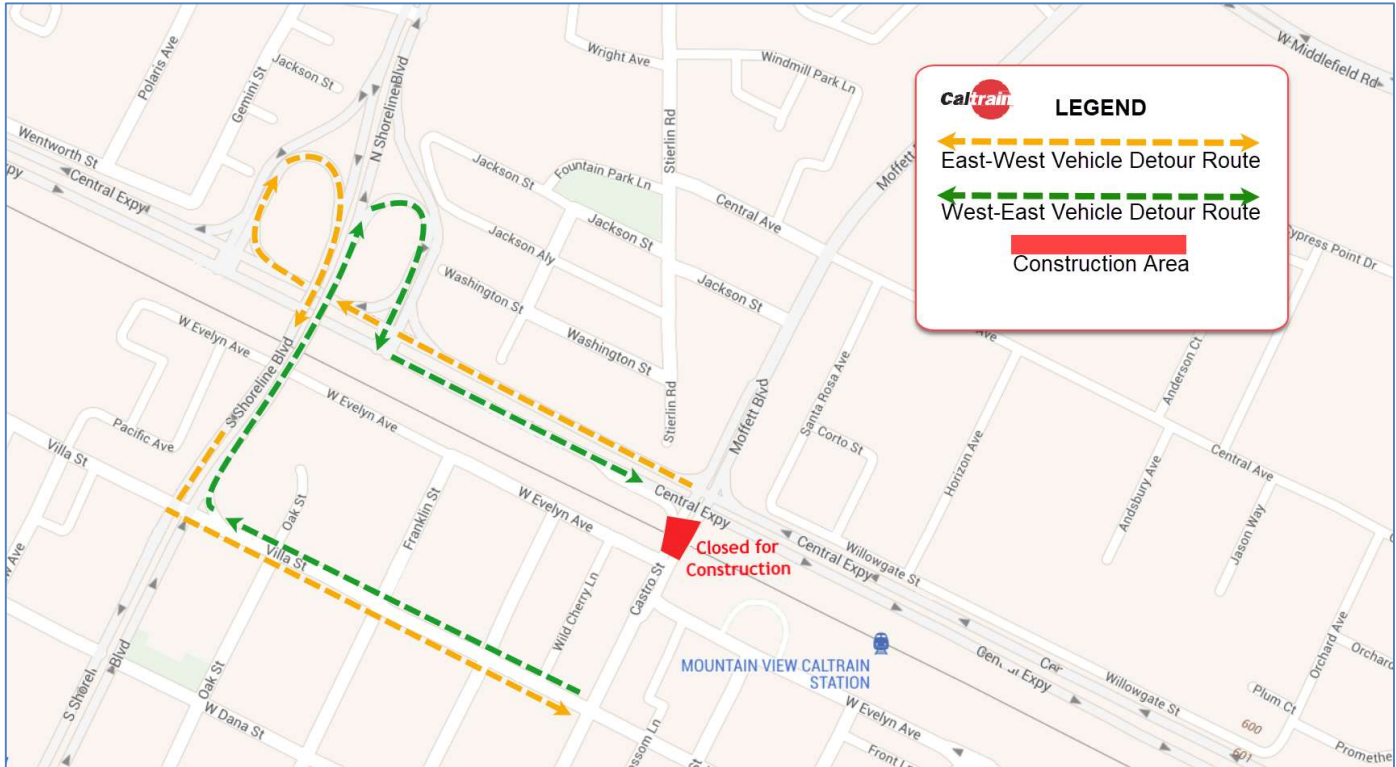 Caltrain
LEGEND
East-West Vehicle Detour Route
West-East Vehicle Detour Route
Construction Area
Polaris Ave
Gemini St
Jackson St
N Shoreline Blvd
Wright Ave
Windmill Park Ln
W Middlefield Rd
Stierlin Rd
Wentworth St
Central Expy
Jackson St
Fountain Park Ln
Central Ave
Cypress Point Dr
Jackson St
Jackson Aly
Jackson St
Washington St
Washington St
W Evelyn Ave
S Shoreline Blvd
W Evelyn Ave
Stierlin Rd
Moffett Blvd
Santa Rosa Ave
Corto St
Horizon Ave
Anderson Ct
Andsbury Ave
Central Ave
Jason Way
Pacific Ave
Villa St
Oak St
Franklin St
W Evelyn Ave
Central Expy
Closed for
Construction
Central Expy
Willowgate St
Villa St
Wild Cherry Ln
Castro St
MOUNTAIN VIEW CALTRAIN
STATION
Orchard Ave
Willowgate St
Plum Ct
600
601
Oak St
W Dana St
W Evelyn Ave